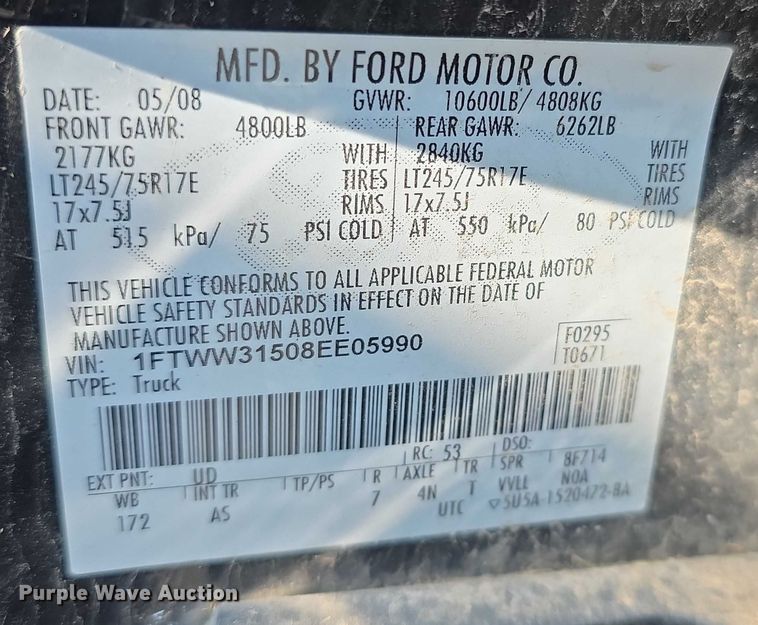 MFD. BY FORD MOTOR CO.
DATE: 05/08 GVWR: 10600LB/ 4808KG
FRONT GAWR: 4800LB REAR GAWR: 6262LB
2177KG WITH 2840KG WITH
LT245/75R17E TIRES LT245/75R17E TIRES
17x7.5J RIMS 17x7.5J RIMS
AT 515 kPa/ 75 PSI COLD AT 550 kPa/ 80 PSI COLD
THIS VEHICLE CONFORMS TO ALL APPLICABLE FEDERAL MOTOR
VEHICLE SAFETY STANDARDS IN EFFECT ON THE DATE OF
MANUFACTURE SHOWN ABOVE.
VIN: 1FTWW31508EE05990 F0295
TYPE: Truck T0671
EXT PNT: UD RC: 53 DSO:
WB INT TR TP/PS R AXLE TR SPR 8F714
172 AS 7 4N T VVLL NOA
UTC ▽5U5A-1520472-BA
Purple Wave Auction